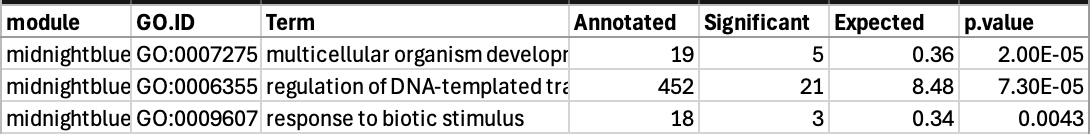 module GO.ID Term Annotated Significant Expected p.value
midnightblue GO:0007275 multicellular organism developr 19 5 0.36 2.00E-05
midnightblue GO:0006355 regulation of DNA-templated tra 452 21 8.48 7.30E-05
midnightblue GO:0009607 response to biotic stimulus 18 3 0.34 0.0043